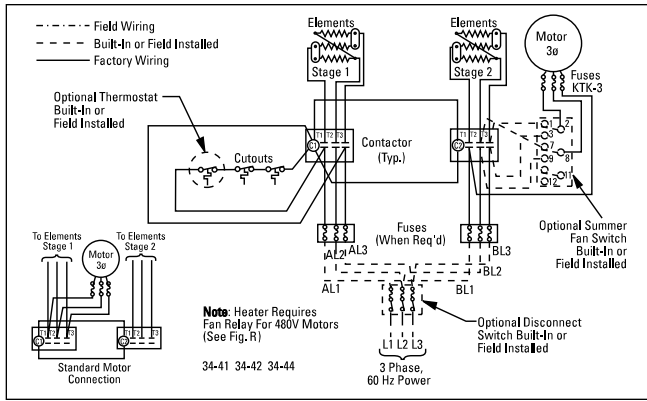 Field Wiring
Built-In or Field Installed
Factory Wiring
Elements
Stage 1
Elements
Stage 2
Motor
3ø
Fuses
KTK-3
Optional Thermostat
Built-In or
Field Installed
Cutouts
C1
T1 T2 T3
Contactor
(Typ.)
T1 T2 T3
C2
1
2
3
7
8
9
11
12
Optional Summer
Fan Switch
Built-In or
Field Installed
Fuses
(When Req'd)
AL3
AL2
AL1
BL3
BL2
BL1
To Elements
Stage 1
To Elements
Stage 2
Motor
3ø
T1 T2 T3
T1 T2 T3
Standard Motor
Connection
Note: Heater Requires
Fan Relay For 480V Motors
(See Fig. R)
34-41 34-42 34-44
Optional Disconnect
Switch Built-In or
Field Installed
L1 L2 L3
3 Phase,
60 Hz Power